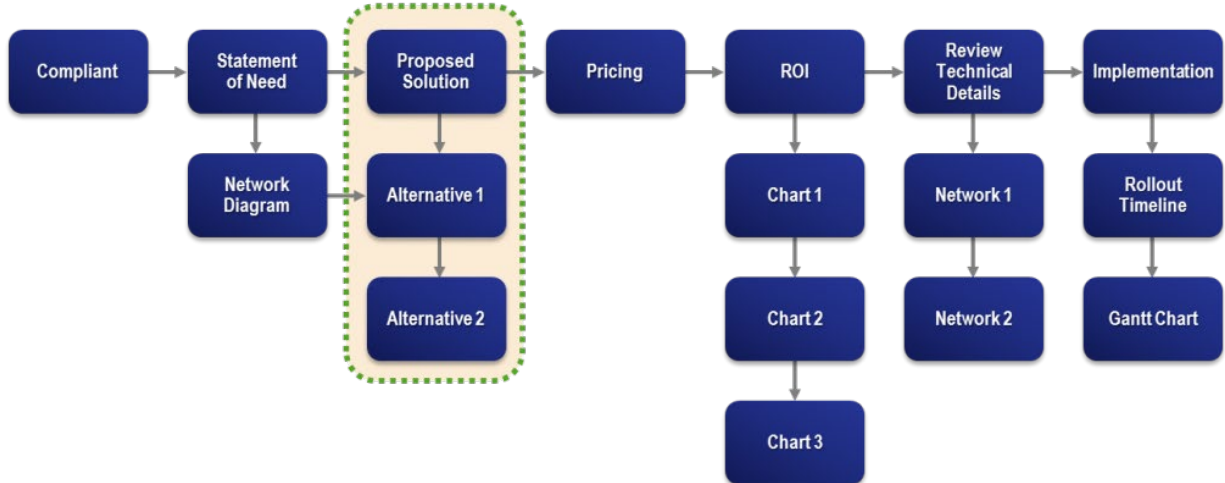 Compliant
Statement
of Need
Proposed
Solution
Pricing
ROI
Review
Technical
Details
Implementation
Network
Diagram
Alternative 1
Chart 1
Network 1
Rollout
Timeline
Alternative 2
Chart 2
Network 2
Gantt Chart
Chart 3